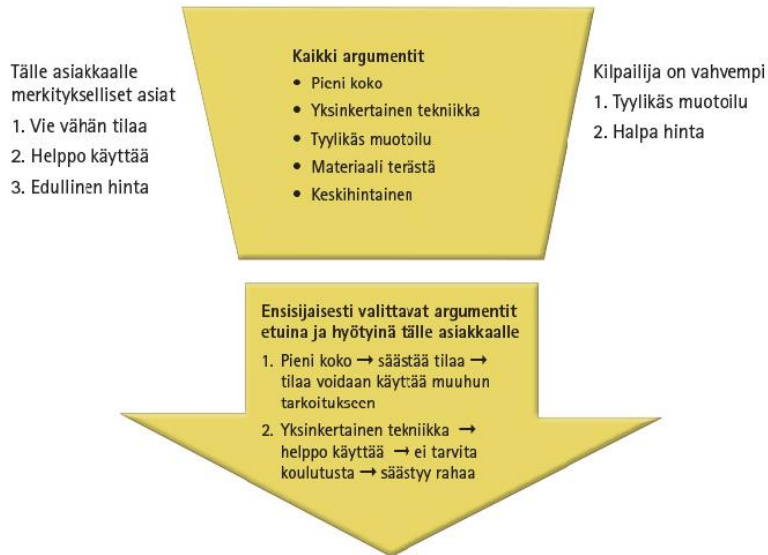 Tälle asiakkaalle
merkitykselliset asiat
1. Vie vähän tilaa
2. Helppo käyttää
3. Edullinen hinta
Kaikki argumentit
• Pieni koko
• Yksinkertainen tekniikka
• Tyylikäs muotoilu
• Materiaali terästä
• Keskihintainen
Kilpailija on vahvempi
1. Tyylikäs muotoilu
2. Halpa hinta
Ensisijaisesti valittavat argumentit
etuina ja hyötyinä tälle asiakkaalle
1. Pieni koko → säästää tilaa →
tilaa voidaan käyttää muuhun
tarkoitukseen
2. Yksinkertainen tekniikka →
helppo käyttää → ei tarvita
koulutusta → säästyy rahaa